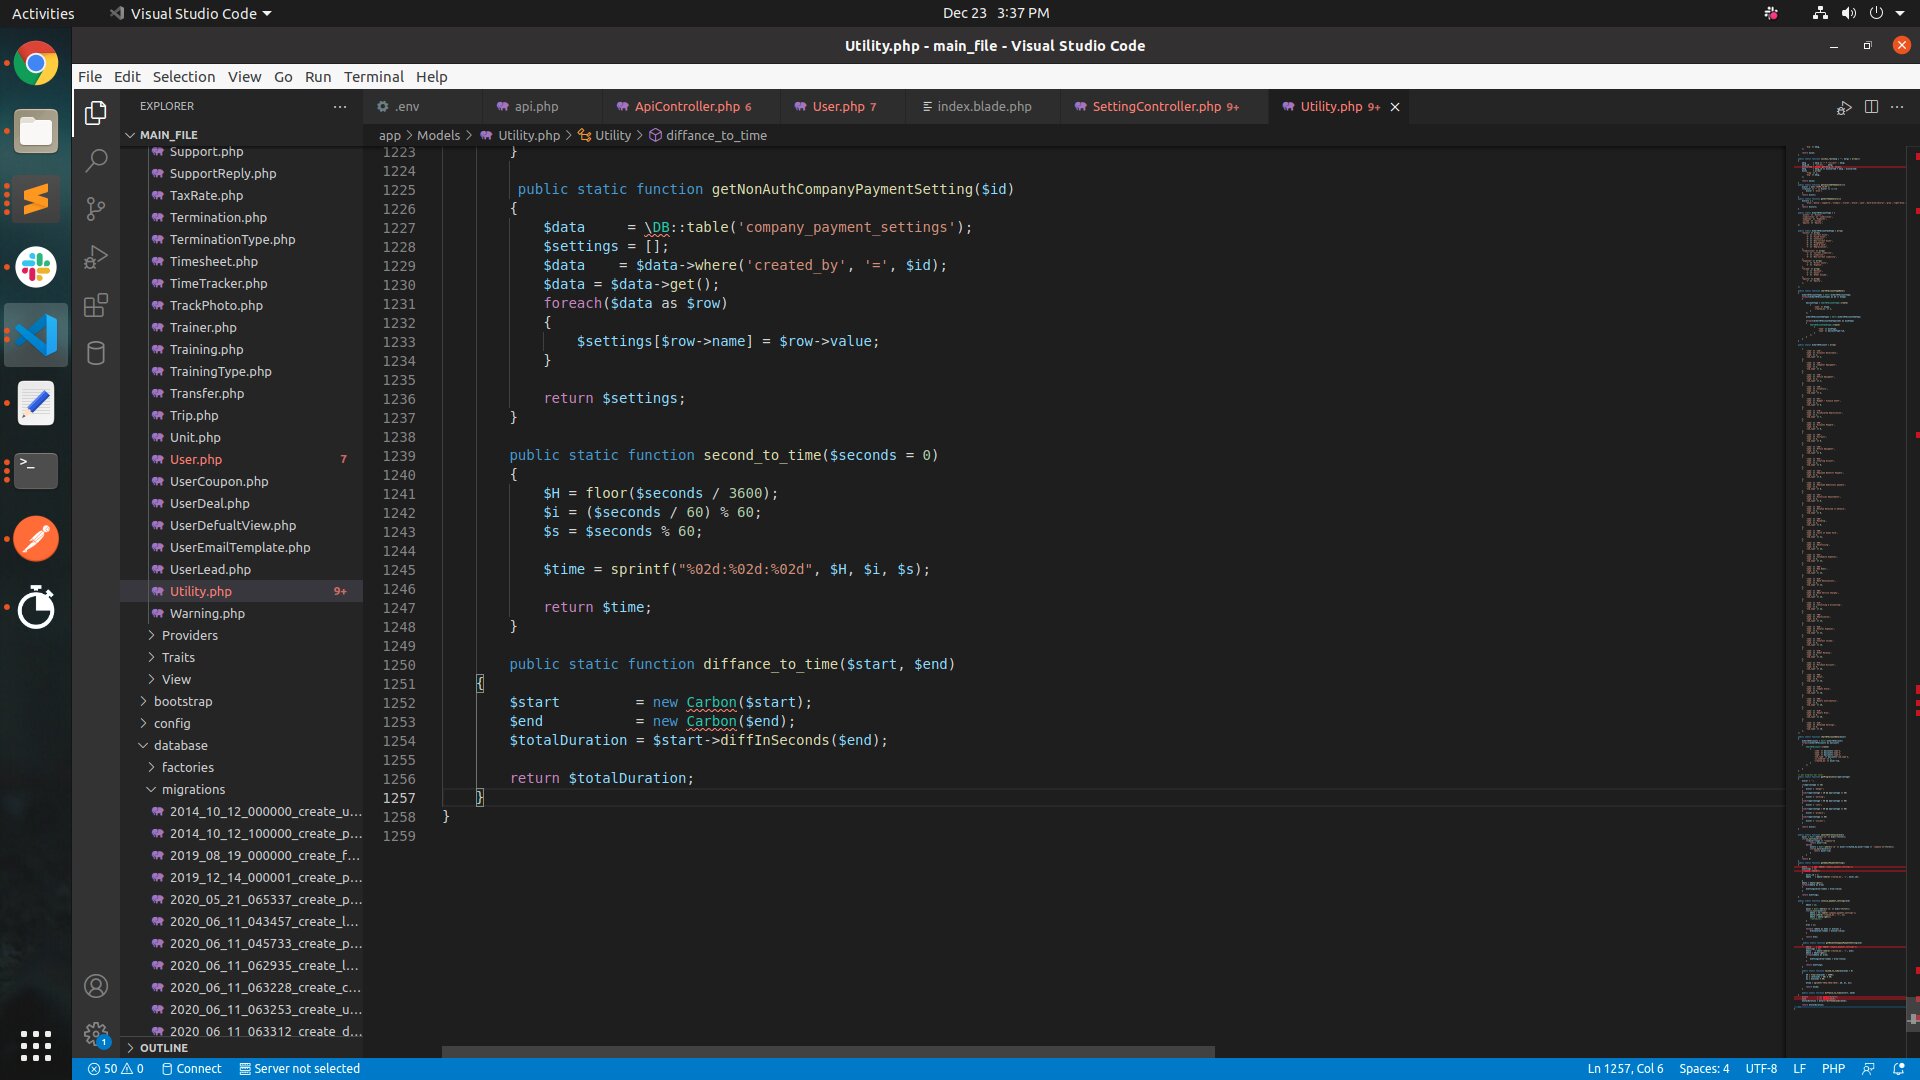 Activities
Visual Studio Code
Dec 23 3:37 PM
Utility.php - main_file - Visual Studio Code
File Edit Selection View Go Run Terminal Help
EXPLORER
.env
api.php
ApiController.php 6
User.php 7
index.blade.php
SettingController.php 9+
Utility.php 9+
MAIN_FILE
app > Models > Utility.php > Utility > diffance_to_time
Support.php
SupportReply.php
TaxRate.php
Termination.php
TerminationType.php
Timesheet.php
TimeTracker.php
TrackPhoto.php
Trainer.php
Training.php
TrainingType.php
Transfer.php
Trip.php
Unit.php
User.php 7
UserCoupon.php
UserDeal.php
UserDefualtView.php
UserEmailTemplate.php
UserLead.php
Utility.php 9+
Warning.php
Providers
Traits
View
bootstrap
config
database
factories
migrations
2014_10_12_000000_create_u...
2014_10_12_100000_create_p...
2019_08_19_000000_create_f...
2019_12_14_000001_create_p...
2020_05_21_065337_create_p...
2020_06_11_043457_create_l...
2020_06_11_045733_create_p...
2020_06_11_062935_create_l...
2020_06_11_063228_create_c...
2020_06_11_063253_create_u...
2020_06_11_063312_create_d...
OUTLINE
1223 }
1224
1225 public static function getNonAuthCompanyPaymentSetting($id)
1226 {
1227 $data = \DB::table('company_payment_settings');
1228 $settings = [];
1229 $data = $data->where('created_by', '=', $id);
1230 $data = $data->get();
1231 foreach($data as $row)
1232 {
1233 $settings[$row->name] = $row->value;
1234 }
1235
1236 return $settings;
1237 }
1238
1239 public static function second_to_time($seconds = 0)
1240 {
1241 $H = floor($seconds / 3600);
1242 $i = ($seconds / 60) % 60;
1243 $s = $seconds % 60;
1244
1245 $time = sprintf("%02d:%02d:%02d", $H, $i, $s);
1246
1247 return $time;
1248 }
1249
1250 public static function diffance_to_time($start, $end)
1251 {
1252 $start = new Carbon($start);
1253 $end = new Carbon($end);
1254 $totalDuration = $start->diffInSeconds($end);
1255
1256 return $totalDuration;
1257 }
1258 }
1259
1
50 0 Connect Server not selected
Ln 1257, Col 6 Spaces: 4 UTF-8 LF PHP